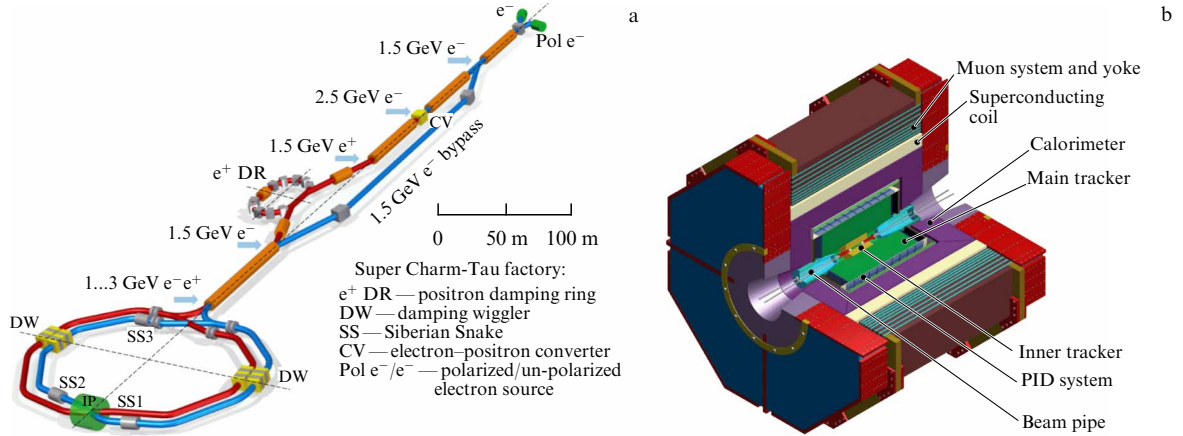 a
b
e⁻
Pol e⁻
1.5 GeV e⁻
2.5 GeV e⁻
CV
1.5 GeV e⁺
1.5 GeV e⁻ bypass
e⁺ DR
1.5 GeV e⁻
0 50 m 100 m
1...3 GeV e⁻e⁺
Super Charm-Tau factory:
e⁺ DR — positron damping ring
DW — damping wiggler
SS — Siberian Snake
CV — electron–positron converter
Pol e⁻/e⁻ — polarized/un-polarized
electron source
DW
SS3
DW
SS2
IP
SS1
Muon system and yoke
Superconducting
coil
Calorimeter
Main tracker
Inner tracker
PID system
Beam pipe